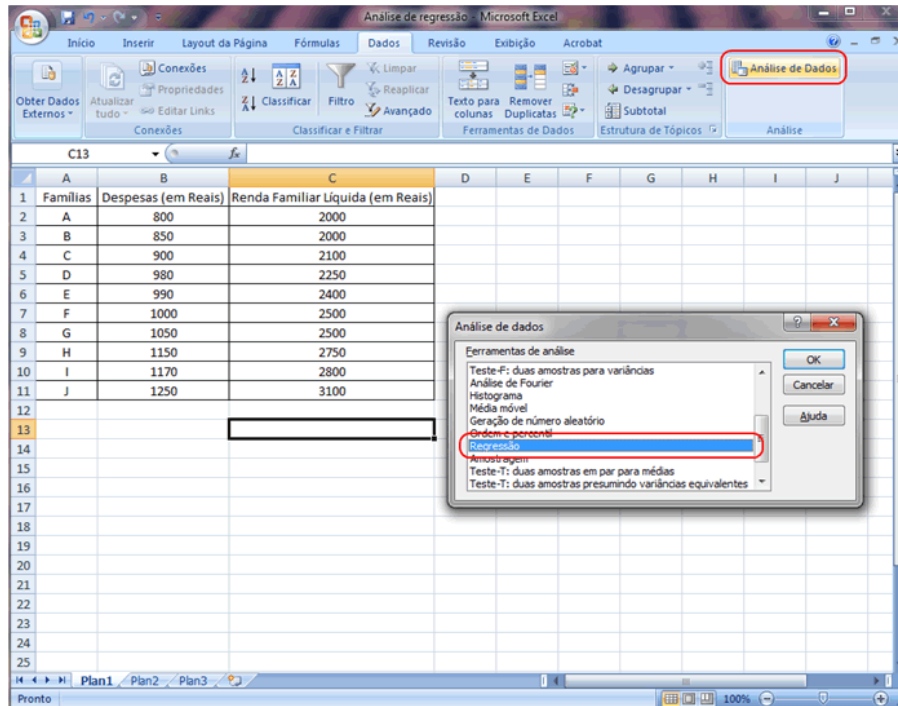 Análise de regressão - Microsoft Excel
Início Inserir Layout da Página Fórmulas Dados Revisão Exibição Acrobat
Obter Dados Externos
Atualizar tudo
Conexões
Propriedades
Editar Links
Conexões
Classificar
Filtro
Limpar
Reaplicar
Avançado
Classificar e Filtrar
Texto para colunas
Remover Duplicatas
Ferramentas de Dados
Agrupar
Desagrupar
Subtotal
Estrutura de Tópicos
Análise de Dados
Análise
C13
fx
A B C D E F G H I J
1 Famílias Despesas (em Reais) Renda Familiar Líquida (em Reais)
2 A 800 2000
3 B 850 2000
4 C 900 2100
5 D 980 2250
6 E 990 2400
7 F 1000 2500
8 G 1050 2500
9 H 1150 2750
10 I 1170 2800
11 J 1250 3100
12
13
14
15
16
17
18
19
20
21
22
23
24
25
Análise de dados
Ferramentas de análise
Teste-F: duas amostras para variâncias
Análise de Fourier
Histograma
Média móvel
Geração de número aleatório
Ordem e percentil
Regressão
Amostragem
Teste-T: duas amostras em par para médias
Teste-T: duas amostras presumindo variâncias equivalentes
OK
Cancelar
Ajuda
Plan1 Plan2 Plan3
Pronto
100%